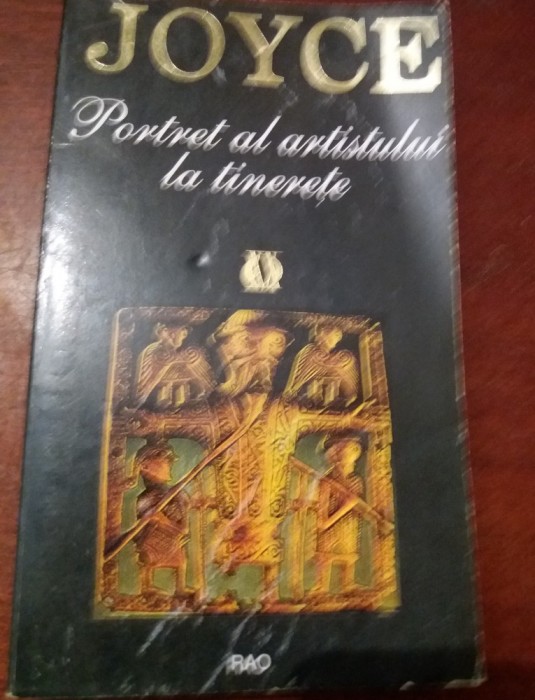 JOYCE
Portret al artistului
la tinerețe
RAO